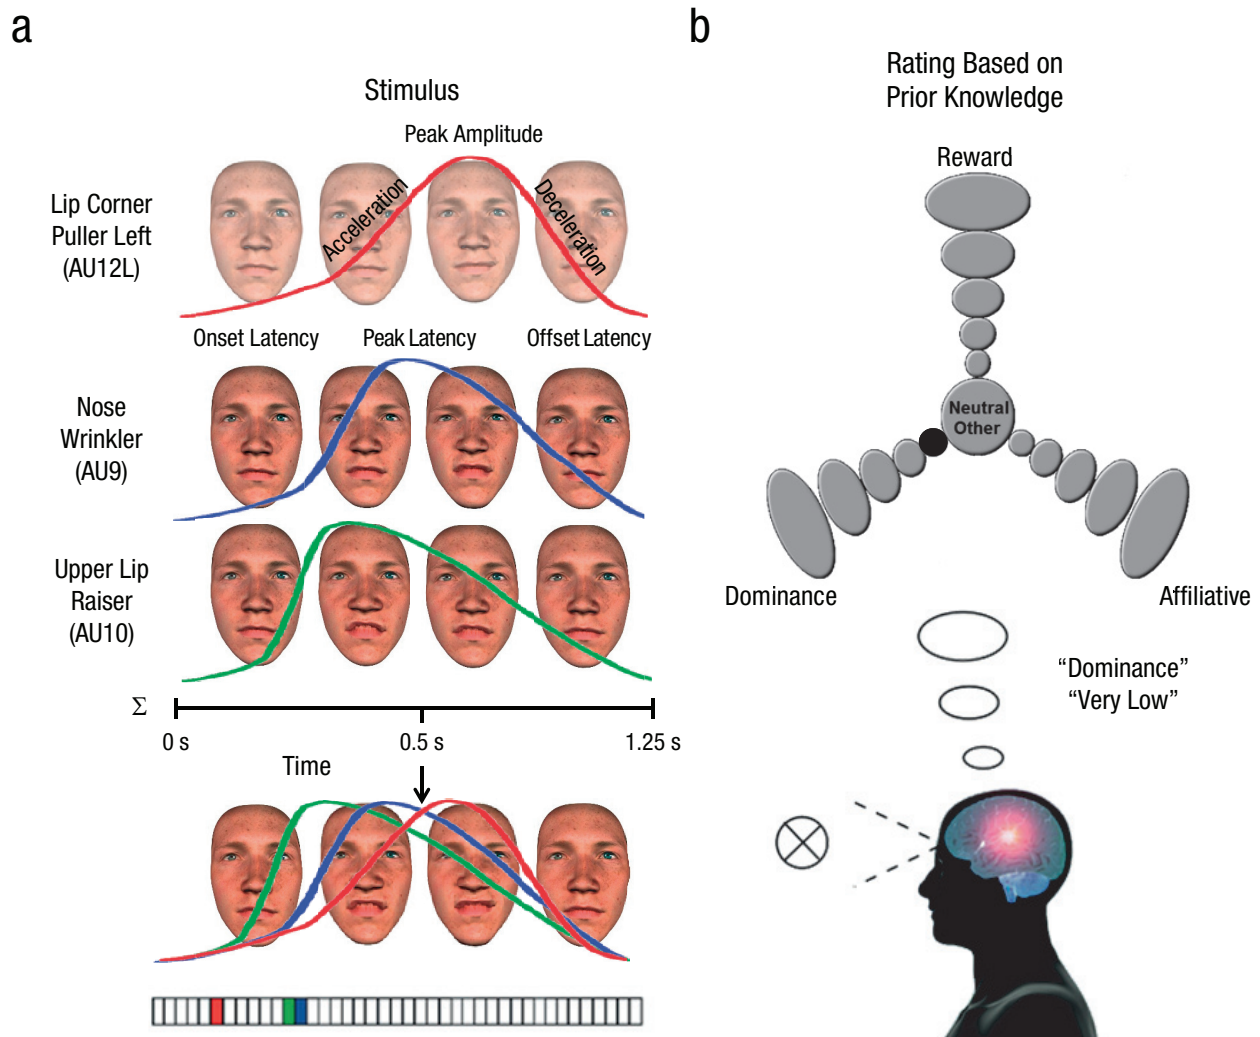 a
Stimulus
Peak Amplitude
Lip Corner
Puller Left
(AU12L)
Acceleration
Deceleration
Onset Latency
Peak Latency
Offset Latency
Nose
Wrinkler
(AU9)
Upper Lip
Raiser
(AU10)
Σ
0 s
0.5 s
1.25 s
Time
b
Rating Based on
Prior Knowledge
Reward
Neutral
Other
Dominance
Affiliative
“Dominance”
“Very Low”